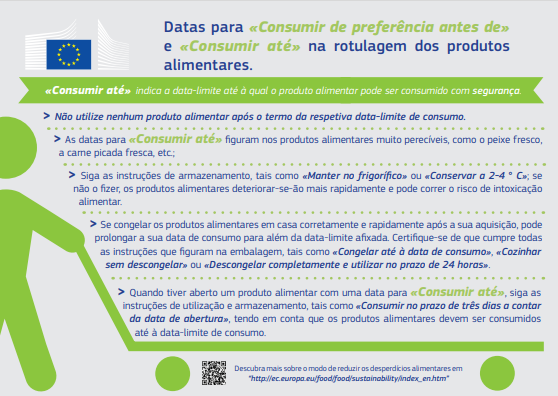 Datas para «Consumir de preferência antes de»
e «Consumir até» na rotulagem dos produtos
alimentares.
«Consumir até» indica a data-limite até à qual o produto alimentar pode ser consumido com segurança.
> Não utilize nenhum produto alimentar após o termo da respetiva data-limite de consumo.
> As datas para «Consumir até» figuram nos produtos alimentares muito perecíveis, como o peixe fresco,
a carne picada fresca, etc.;
> Siga as instruções de armazenamento, tais como «Manter no frigorífico» ou «Conservar a 2-4 ° C»; se
não o fizer, os produtos alimentares deteriorar-se-ão mais rapidamente e pode correr o risco de intoxicação
alimentar.
> Se congelar os produtos alimentares em casa corretamente e rapidamente após a sua aquisição, pode
prolongar a sua data de consumo para além da data-limite afixada. Certifique-se de que cumpre todas
as instruções que figuram na embalagem, tais como «Congelar até à data de consumo», «Cozinhar
sem descongelar» ou «Descongelar completamente e utilizar no prazo de 24 horas».
> Quando tiver aberto um produto alimentar com uma data para «Consumir até», siga as
instruções de utilização e armazenamento, tais como «Consumir no prazo de três dias a contar
da data de abertura», tendo em conta que os produtos alimentares devem ser consumidos
até à data-limite de consumo.
Descubra mais sobre o modo de reduzir os desperdícios alimentares em
"http://ec.europa.eu/food/food/sustainability/index_en.htm"